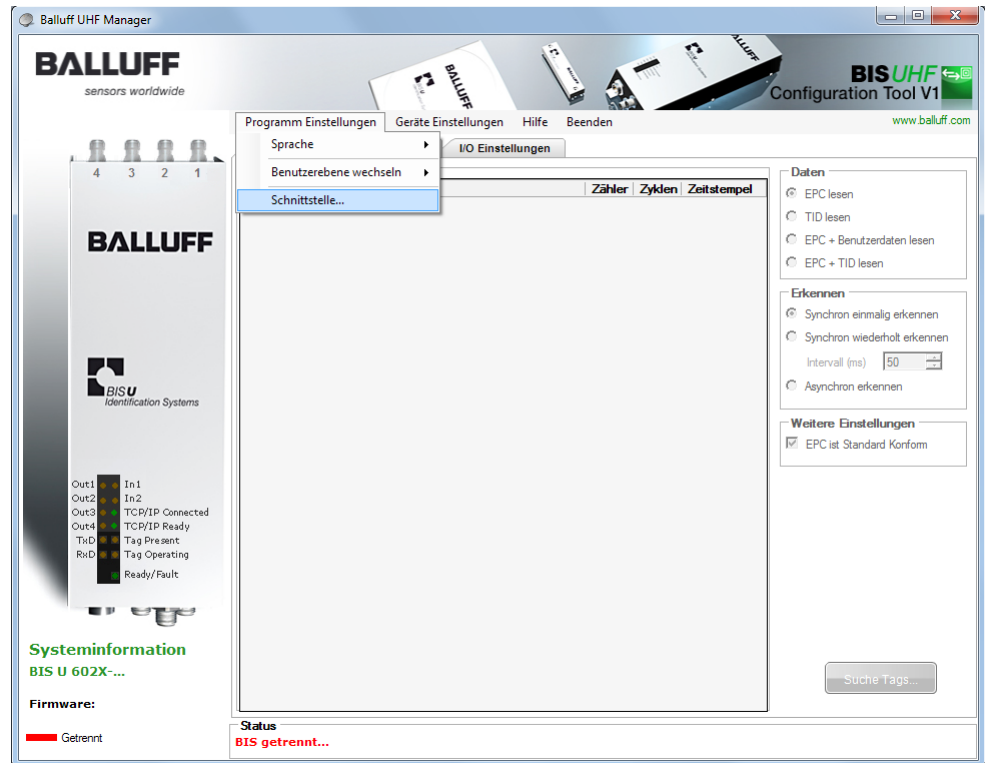 Balluff UHF Manager
BALLUFF
sensors worldwide
BALLUFF
BALLUFF
BIS UHF
Configuration Tool V1
www.balluff.com
Programm Einstellungen Geräte Einstellungen Hilfe Beenden
Sprache
Benutzerebene wechseln
Schnittstelle...
I/O Einstellungen
Zähler Zyklen Zeitstempel
4 3 2 1
BALLUFF
BIS U
Identification Systems
Out1 In1
Out2 In2
Out3 TCP/IP Connected
Out4 TCP/IP Ready
TxD Tag Present
RxD Tag Operating
Ready/Fault
Systeminformation
BIS U 602X-...
Firmware:
Getrennt
Daten
EPC lesen
TID lesen
EPC + Benutzerdaten lesen
EPC + TID lesen
Erkennen
Synchron einmalig erkennen
Synchron wiederholt erkennen
Intervall (ms) 50
Asynchron erkennen
Weitere Einstellungen
EPC ist Standard Konform
Suche Tags...
Status
BIS getrennt...